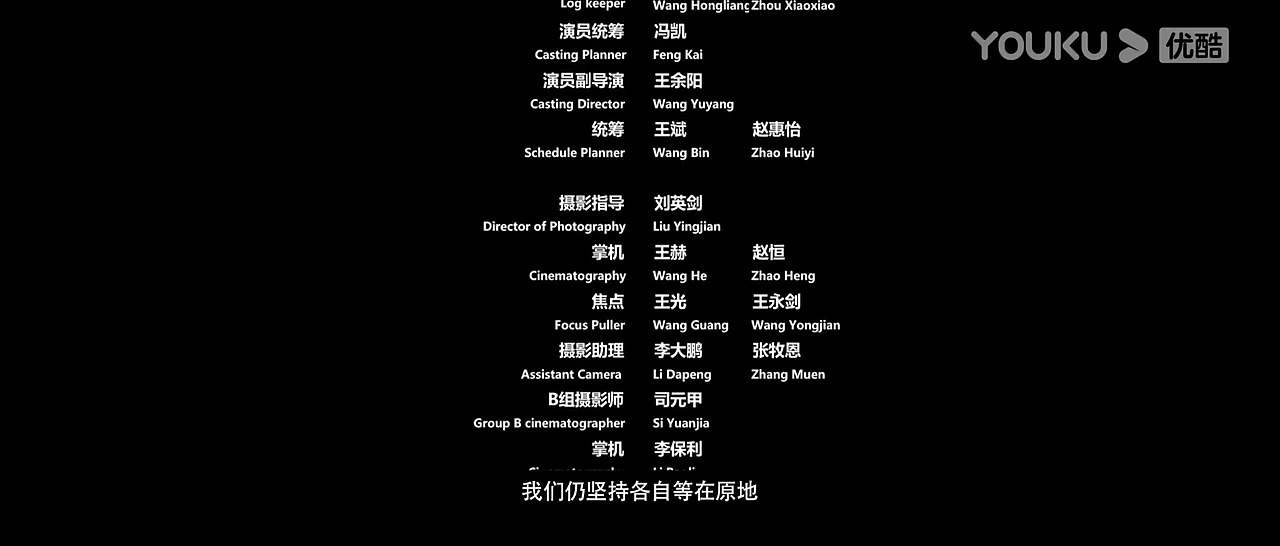 Log keeper Wang Hongliang Zhou Xiaoxiao
YOUKU 优酷
演员统筹 冯凯
Casting Planner Feng Kai
演员副导演 王余阳
Casting Director Wang Yuyang
统筹 王斌 赵惠怡
Schedule Planner Wang Bin Zhao Huiyi
摄影指导 刘英剑
Director of Photography Liu Yingjian
掌机 王赫 赵恒
Cinematography Wang He Zhao Heng
焦点 王光 王永剑
Focus Puller Wang Guang Wang Yongjian
摄影助理 李大鹏 张牧恩
Assistant Camera Li Dapeng Zhang Muen
B组摄影师 司元甲
Group B cinematographer Si Yuanjia
掌机 李保利
我们仍坚持各自等在原地